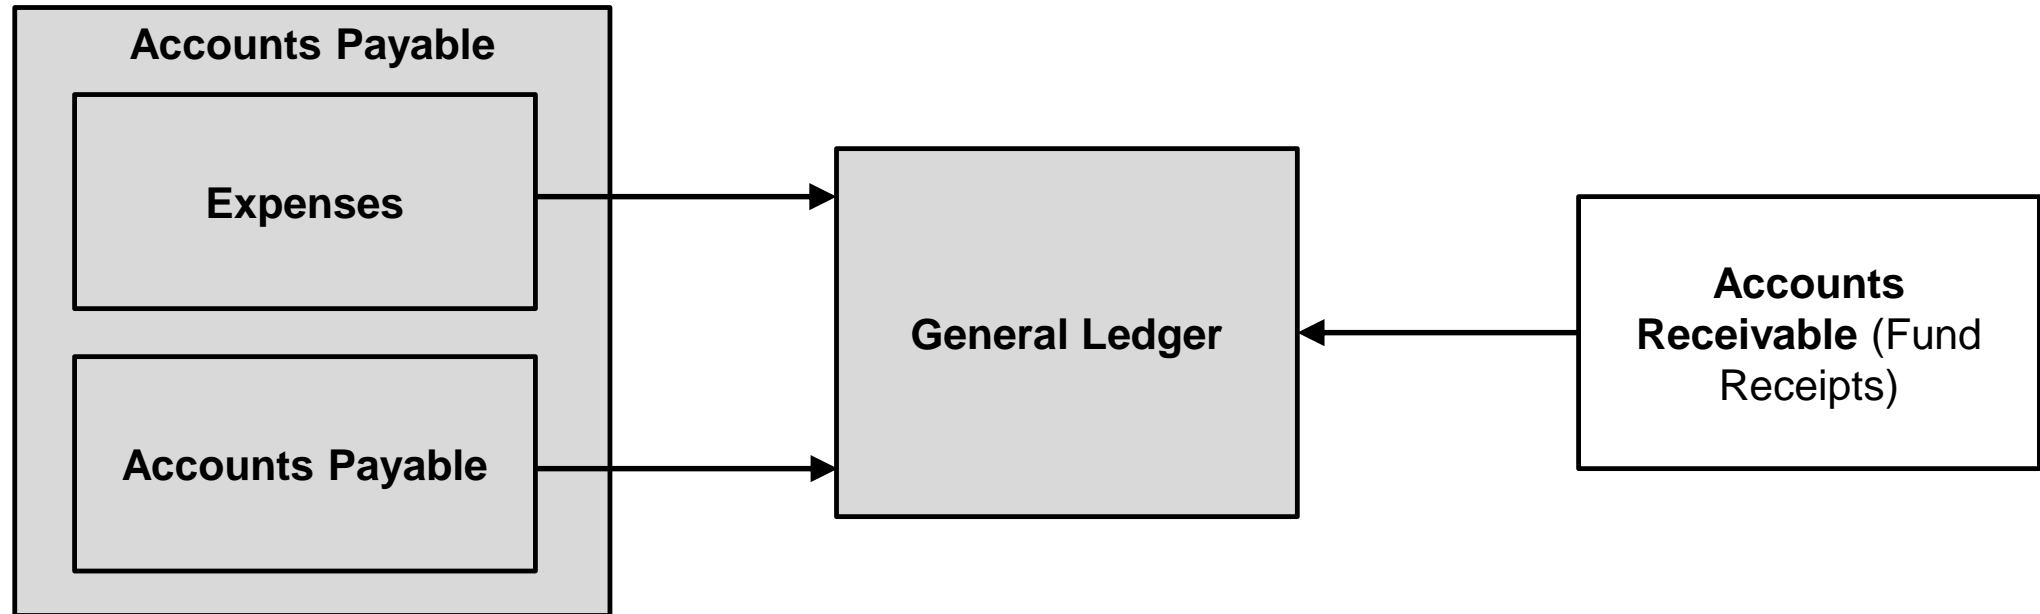 Accounts Payable
Expenses
Accounts Payable
General Ledger
Accounts
Receivable (Fund
Receipts)